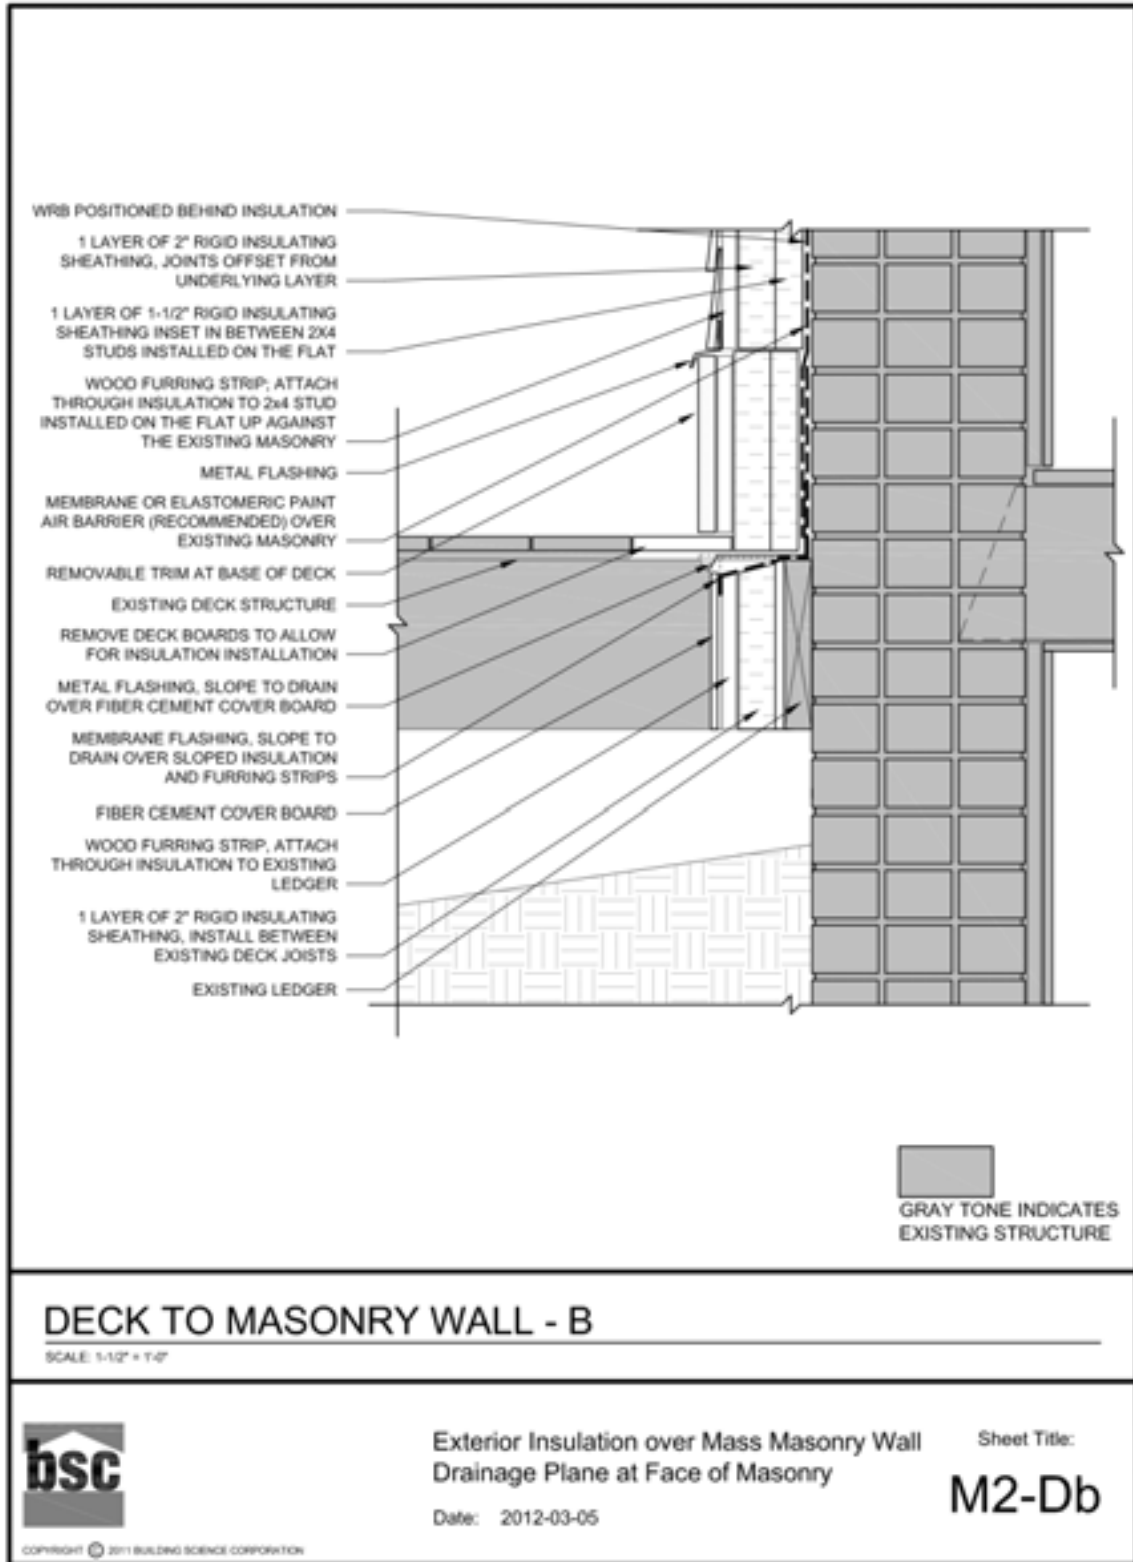 WRB POSITIONED BEHIND INSULATION
1 LAYER OF 2" RIGID INSULATING
SHEATHING, JOINTS OFFSET FROM
UNDERLYING LAYER
1 LAYER OF 1-1/2" RIGID INSULATING
SHEATHING INSET IN BETWEEN 2X4
STUDS INSTALLED ON THE FLAT
WOOD FURRING STRIP; ATTACH
THROUGH INSULATION TO 2x4 STUD
INSTALLED ON THE FLAT UP AGAINST
THE EXISTING MASONRY
METAL FLASHING
MEMBRANE OR ELASTOMERIC PAINT
AIR BARRIER (RECOMMENDED) OVER
EXISTING MASONRY
REMOVABLE TRIM AT BASE OF DECK
EXISTING DECK STRUCTURE
REMOVE DECK BOARDS TO ALLOW
FOR INSULATION INSTALLATION
METAL FLASHING, SLOPE TO DRAIN
OVER FIBER CEMENT COVER BOARD
MEMBRANE FLASHING, SLOPE TO
DRAIN OVER SLOPED INSULATION
AND FURRING STRIPS
FIBER CEMENT COVER BOARD
WOOD FURRING STRIP, ATTACH
THROUGH INSULATION TO EXISTING
LEDGER
1 LAYER OF 2" RIGID INSULATING
SHEATHING, INSTALL BETWEEN
EXISTING DECK JOISTS
EXISTING LEDGER
GRAY TONE INDICATES
EXISTING STRUCTURE
DECK TO MASONRY WALL - B
SCALE: 1-1/2" = 1'-0"
bsc
COPYRIGHT © 2011 BUILDING SCIENCE CORPORATION
Exterior Insulation over Mass Masonry Wall
Drainage Plane at Face of Masonry
Date: 2012-03-05
Sheet Title:
M2-Db